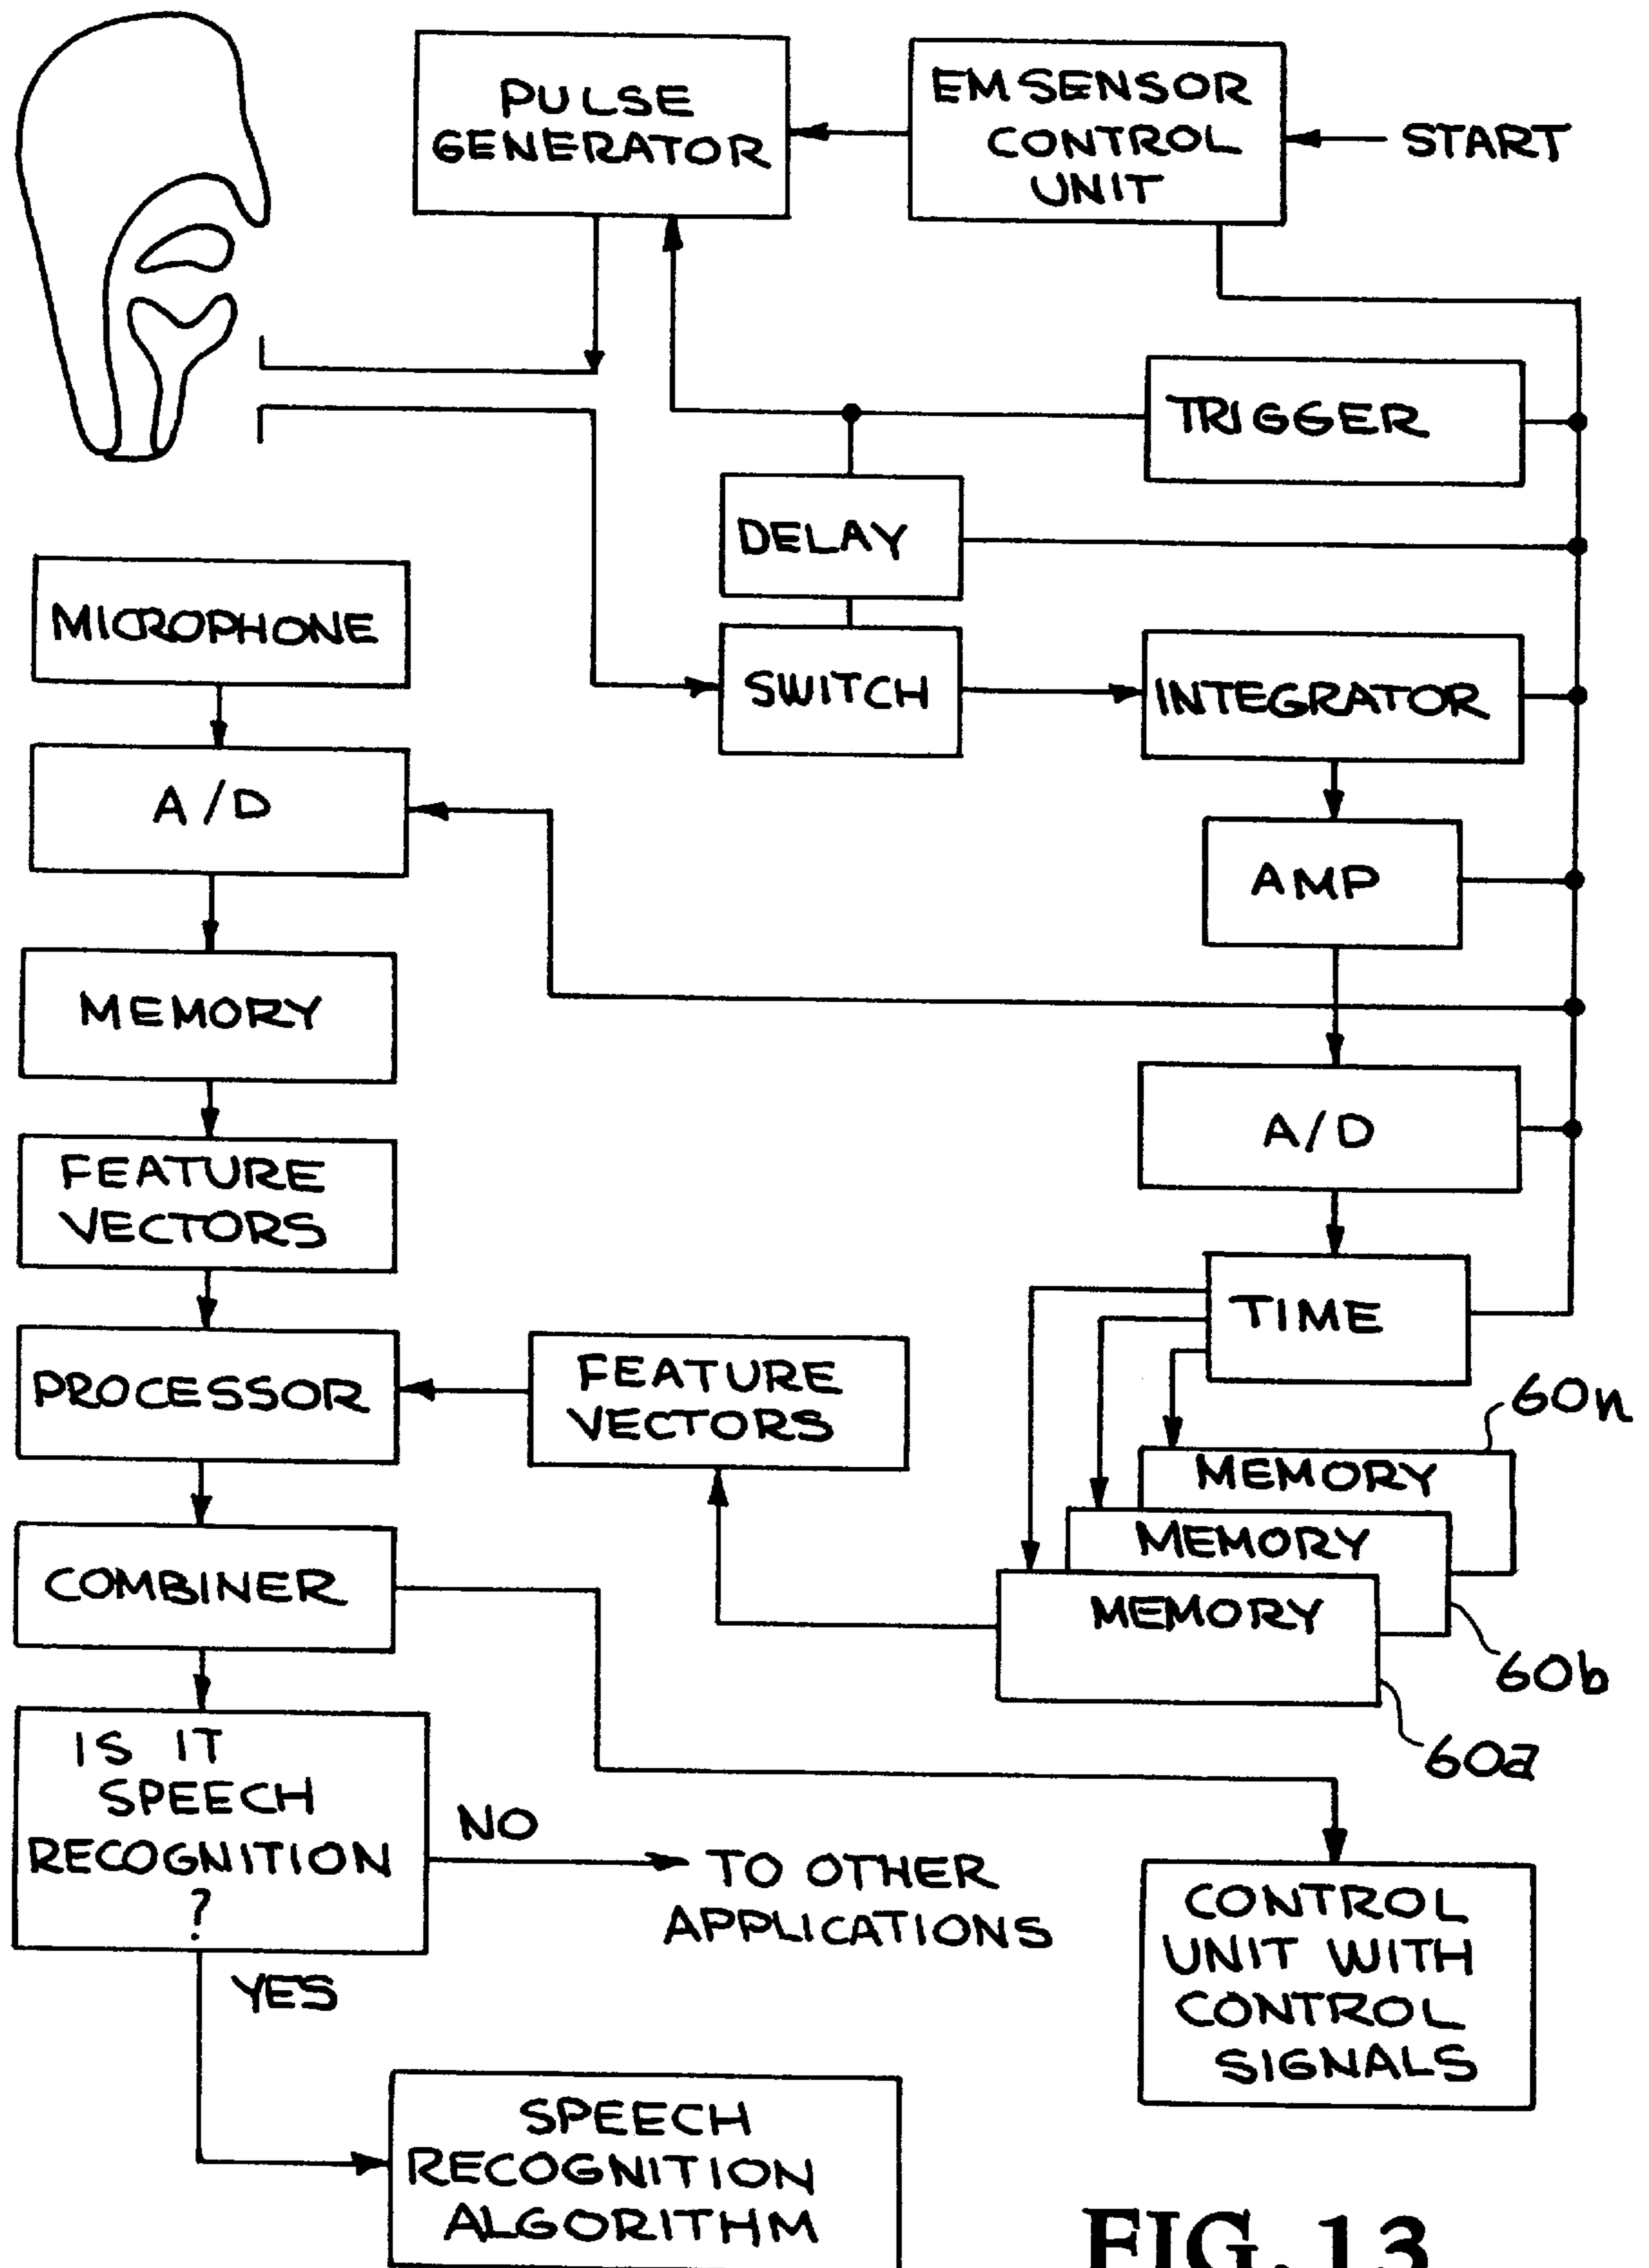 PULSE
GENERATOR
EM SENSOR
CONTROL
UNIT
START
TRIGGER
DELAY
MICROPHONE
SWITCH
INTEGRATOR
A/D
AMP
MEMORY
A/D
FEATURE
VECTORS
TIME
PROCESSOR
FEATURE
VECTORS
60n
MEMORY
MEMORY
MEMORY
60b
60a
COMBINER
IS IT
SPEECH
RECOGNITION
?
NO
TO OTHER
APPLICATIONS
YES
CONTROL
UNIT WITH
CONTROL
SIGNALS
SPEECH
RECOGNITION
ALGORITHM
FIG. 13